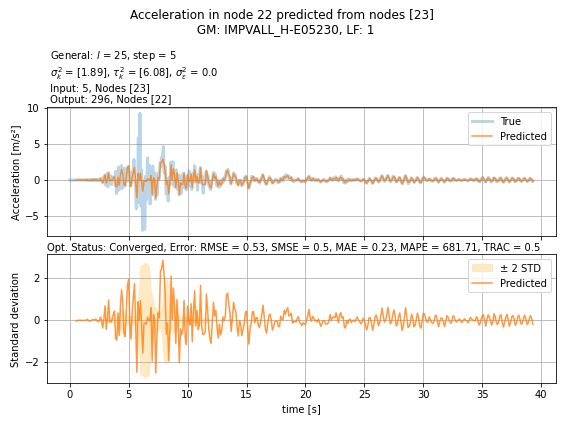 Acceleration in node 22 predicted from nodes [23]
GM: IMPVALL_H-E05230, LF: 1
General: l = 25, step = 5
σ²ₖ = [1.89], τ²ₖ = [6.08], σ²ε = 0.0
Input: 5, Nodes [23]
Output: 296, Nodes [22]
Acceleration [m/s²]
10
5
0
−5
True
Predicted
Opt. Status: Converged, Error: RMSE = 0.53, SMSE = 0.5, MAE = 0.23, MAPE = 681.71, TRAC = 0.5
Standard deviation
2
0
−2
± 2 STD
Predicted
0 5 10 15 20 25 30 35 40
time [s]